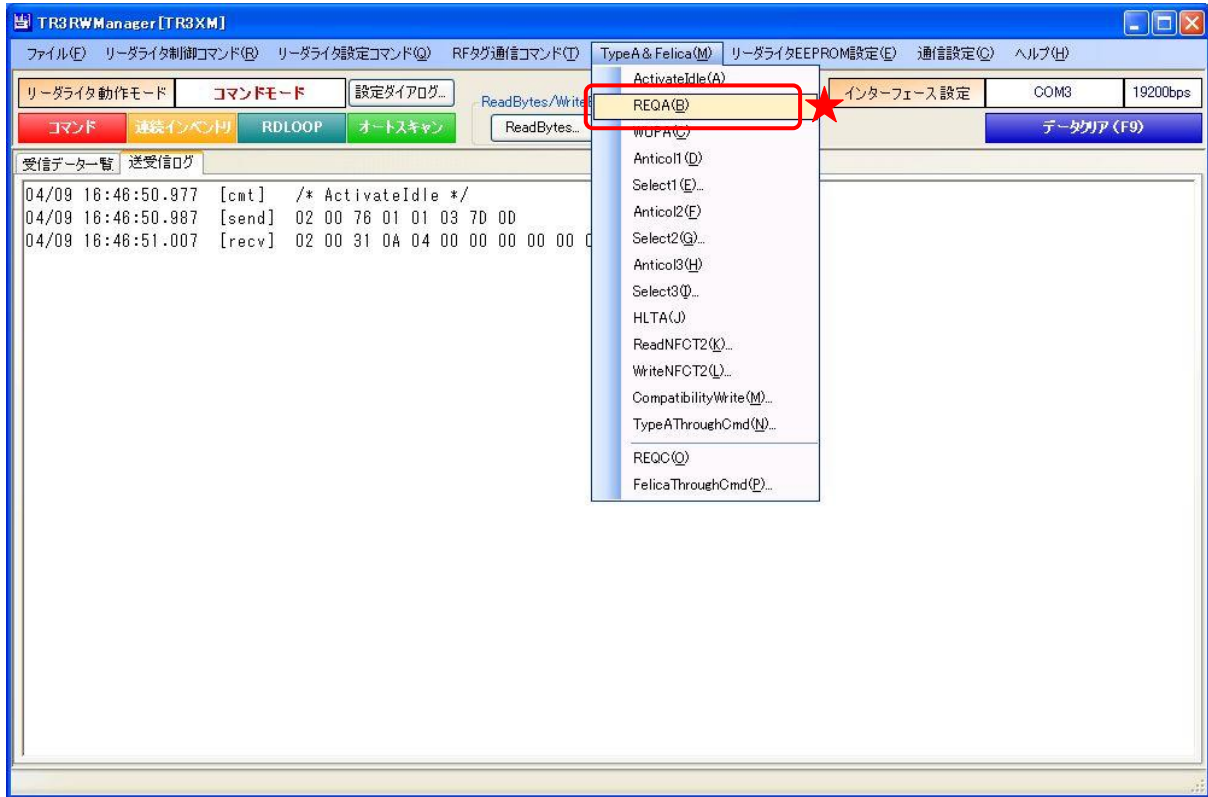 TR3RWManager[TR3XM]
ファイル(F) リーダライタ制御コマンド(R) リーダライタ設定コマンド(Q) RFタグ通信コマンド(T) TypeA & Felica(M) リーダライタEEPROM設定(E) 通信設定(C) ヘルプ(H)
リーダライタ動作モード コマンドモード 設定ダイアログ... ReadBytes/Write インターフェース設定 COM3 19200bps
コマンド 連続インベントリ RDLOOP オートスキャン ReadBytes... データクリア (F9)
受信データ一覧 送受信ログ
04/09 16:46:50.977 [cmt] /* ActivateIdle */
04/09 16:46:50.987 [send] 02 00 76 01 01 03 7D 0D
04/09 16:46:51.007 [recv] 02 00 31 0A 04 00 00 00 00 00
ActivateIdle(A)
REQA(B)
WUPA(C)
Anticol1(D)
Select1(E)...
Anticol2(F)
Select2(G)...
Anticol3(H)
Select3(I)...
HLTA(J)
ReadNFCT2(K)...
WriteNFCT2(L)...
CompatibilityWrite(M)...
TypeAThroughCmd(N)...
REQC(O)
FelicaThroughCmd(P)...